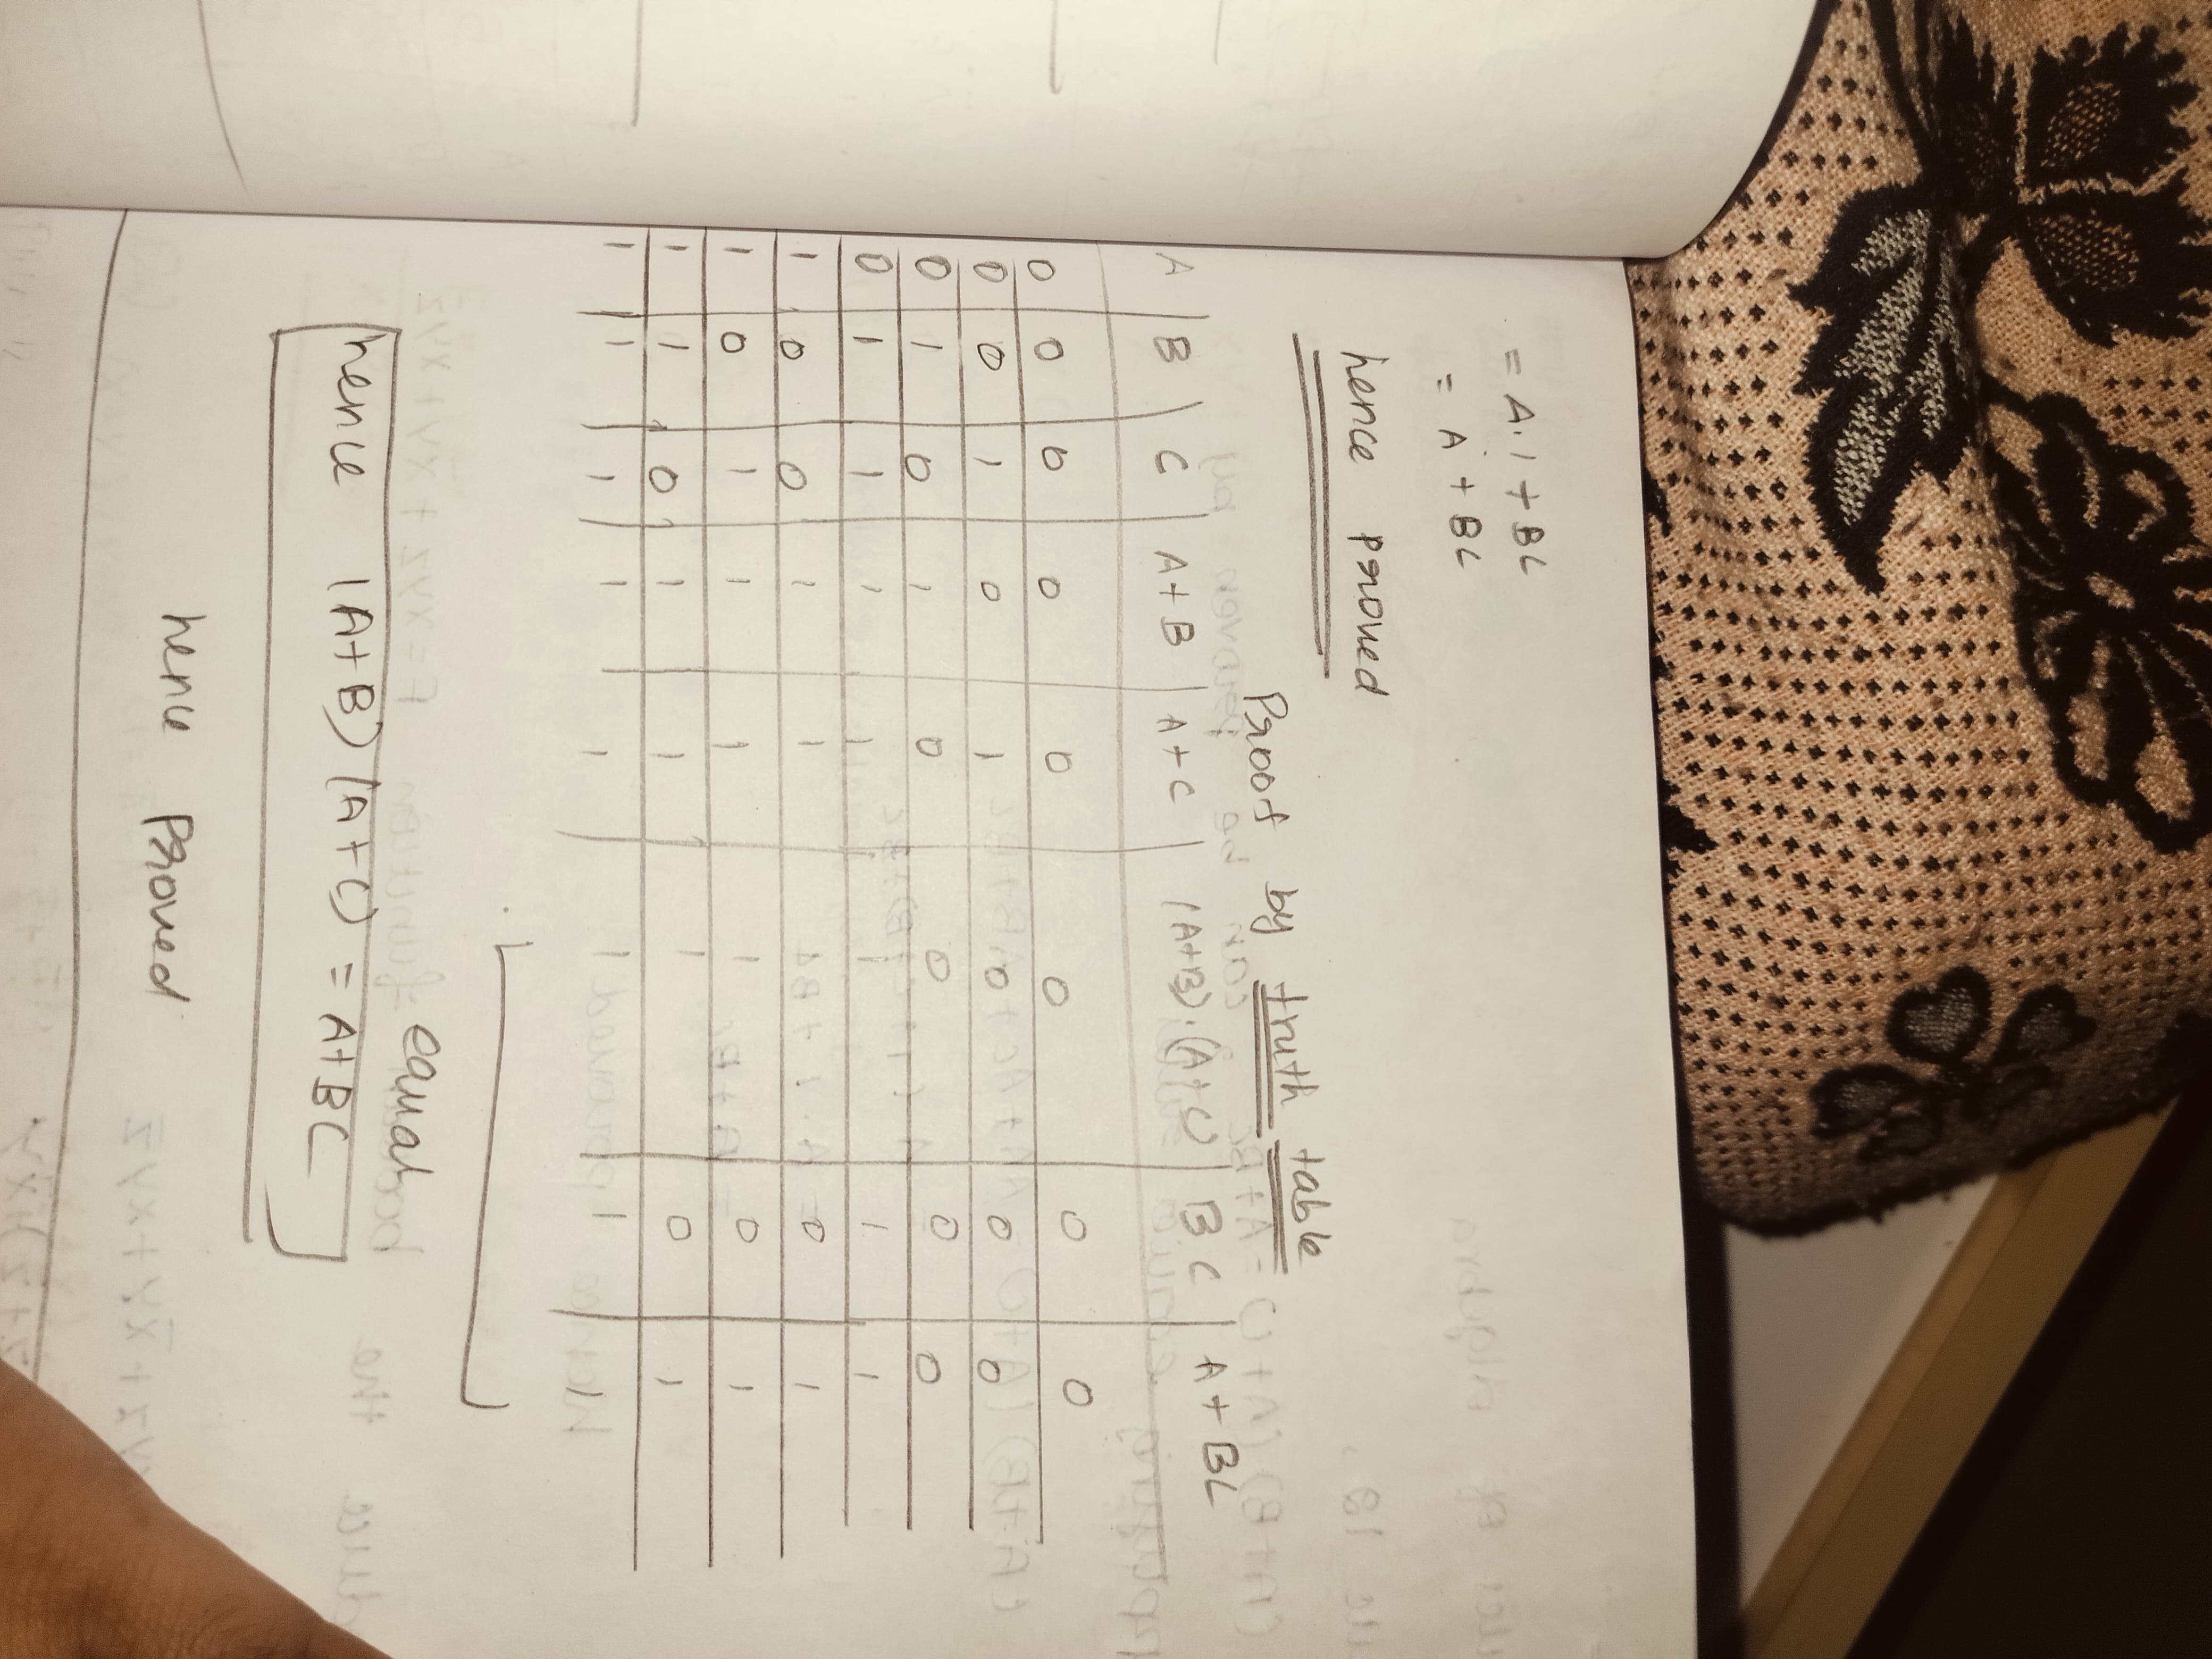 = A.1 + BC
= A + BC
hence proved
Proof by truth table
A B C A+B A+C (A+B).(A+C) BC A+BC
0 0 0 0 0 0 0 0
0 0 1 0 1 0 0 0
0 1 0 1 0 0 0 0
0 1 1 1 1 1 1 1
1 0 0 1 1 1 0 1
1 0 1 1 1 1 0 1
1 1 0 1 1 1 0 1
1 1 1 1 1 1 1 1
equal
hence (A+B)(A+C) = A+BC
hence Proved